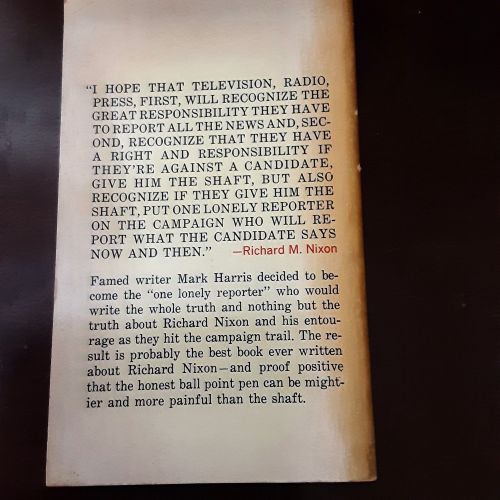 "I HOPE THAT TELEVISION, RADIO,
PRESS, FIRST, WILL RECOGNIZE THE
GREAT RESPONSIBILITY THEY HAVE
TO REPORT ALL THE NEWS AND, SEC-
OND, RECOGNIZE THAT THEY HAVE
A RIGHT AND RESPONSIBILITY IF
THEY'RE AGAINST A CANDIDATE,
GIVE HIM THE SHAFT, BUT ALSO
RECOGNIZE IF THEY GIVE HIM THE
SHAFT, PUT ONE LONELY REPORTER
ON THE CAMPAIGN WHO WILL RE-
PORT WHAT THE CANDIDATE SAYS
NOW AND THEN." —Richard M. Nixon
Famed writer Mark Harris decided to be-
come the "one lonely reporter" who would
write the whole truth and nothing but the
truth about Richard Nixon and his entou-
rage as they hit the campaign trail. The re-
sult is probably the best book ever written
about Richard Nixon—and proof positive
that the honest ball point pen can be might-
ier and more painful than the shaft.